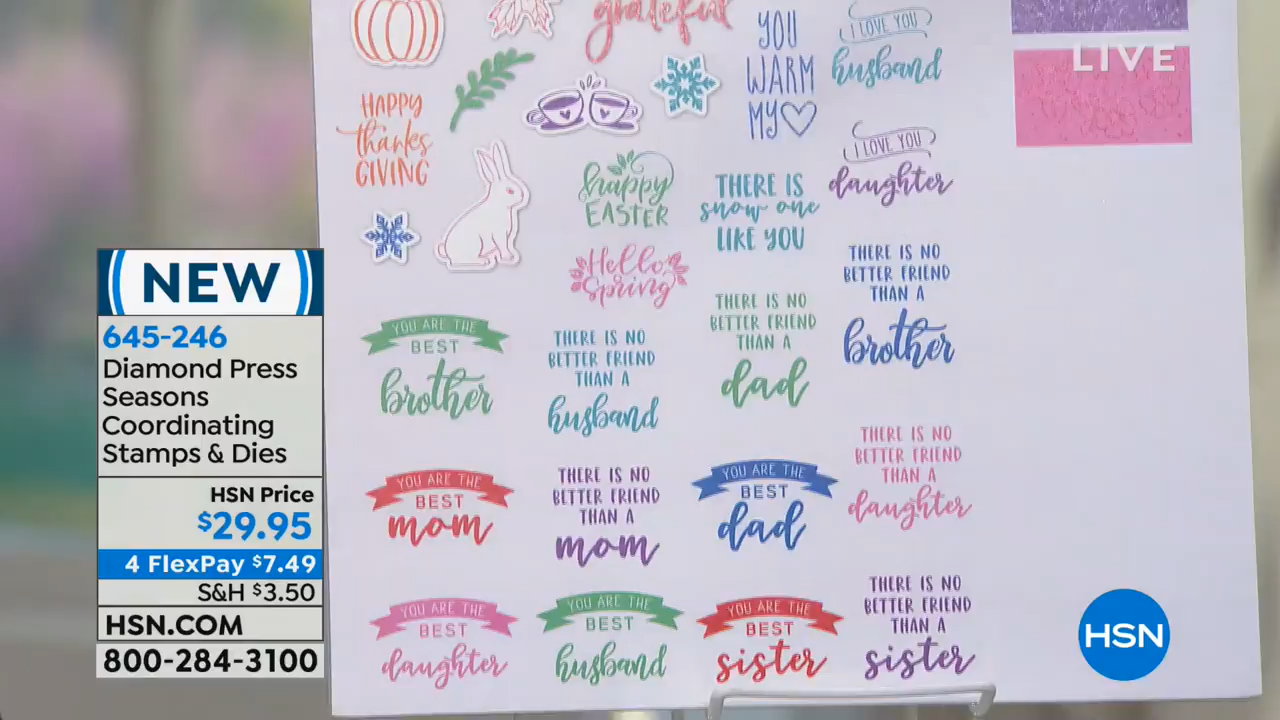 grateful
YOU
WARM
MY
I LOVE YOU
husband
LIVE
HAPPY
thanks
GIVING
happy
EASTER
THERE IS
snow one
LIKE YOU
I LOVE YOU
daughter
Hello
Spring
THERE IS NO
BETTER FRIEND
THAN A
brother
THERE IS NO
BETTER FRIEND
THAN A
dad
YOU ARE THE
BEST
brother
THERE IS NO
BETTER FRIEND
THAN A
husband
THERE IS NO
BETTER FRIEND
THAN A
daughter
YOU ARE THE
BEST
mom
THERE IS NO
BETTER FRIEND
THAN A
mom
YOU ARE THE
BEST
dad
YOU ARE THE
BEST
daughter
YOU ARE THE
BEST
husband
YOU ARE THE
BEST
sister
THERE IS NO
BETTER FRIEND
THAN A
sister
NEW
645-246
Diamond Press
Seasons
Coordinating
Stamps & Dies
HSN Price
$29.95
4 FlexPay $7.49
S&H $3.50
HSN.COM
800-284-3100
HSN